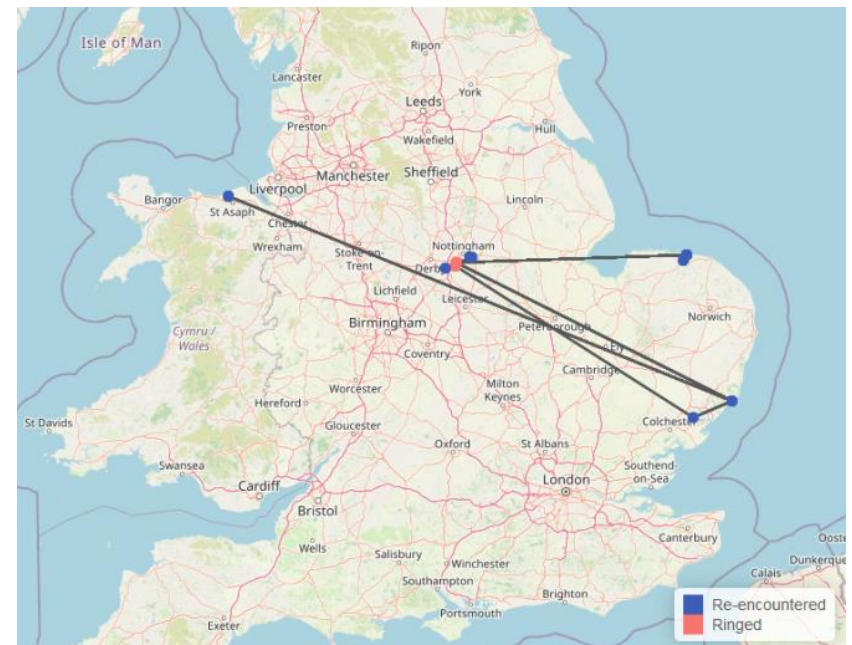 Isle of Man
Ripon
Lancaster
York
Leeds
Preston
Hull
Wakefield
Manchester
Sheffield
Liverpool
Bangor
St Asaph
Lincoln
Chester
Wrexham
Nottingham
Stoke-on-
Trent
Derb
Lichfield
Leicester
Norwich
Birmingham
Peterborough
Cymru /
Wales
Ely
Coventry
Cambridge
Worcester
Milton
Keynes
Hereford
St Davids
Gloucester
Colchester
Oxford
St Albans
Swansea
Southend-
on-Sea
Cardiff
London
Bristol
Canterbury
Wells
Salisbury
Winchester
Ooste
Dunkerque
Calais
Southampton
Brighton
Portsmouth
Exeter
Re-encountered
Ringed